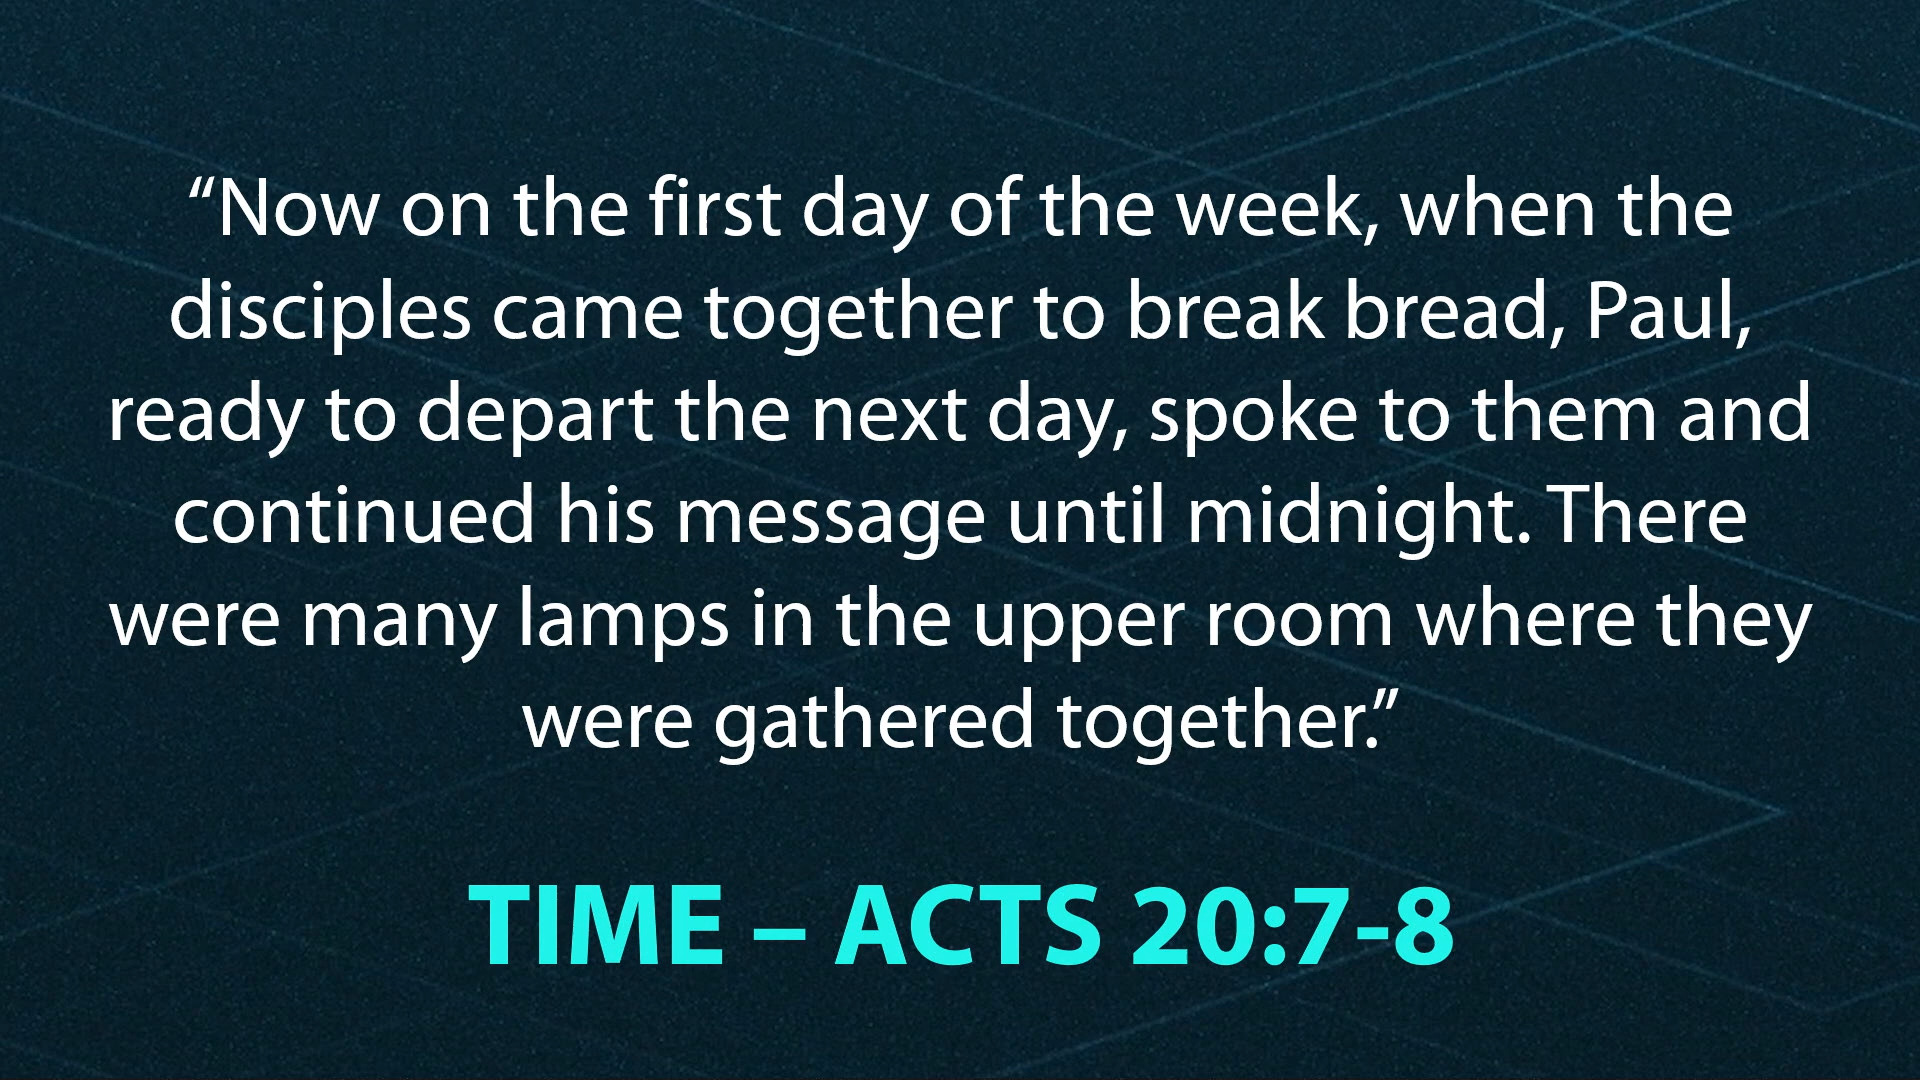 “Now on the first day of the week, when the
disciples came together to break bread, Paul,
ready to depart the next day, spoke to them and
continued his message until midnight. There
were many lamps in the upper room where they
were gathered together.”
TIME – ACTS 20:7-8